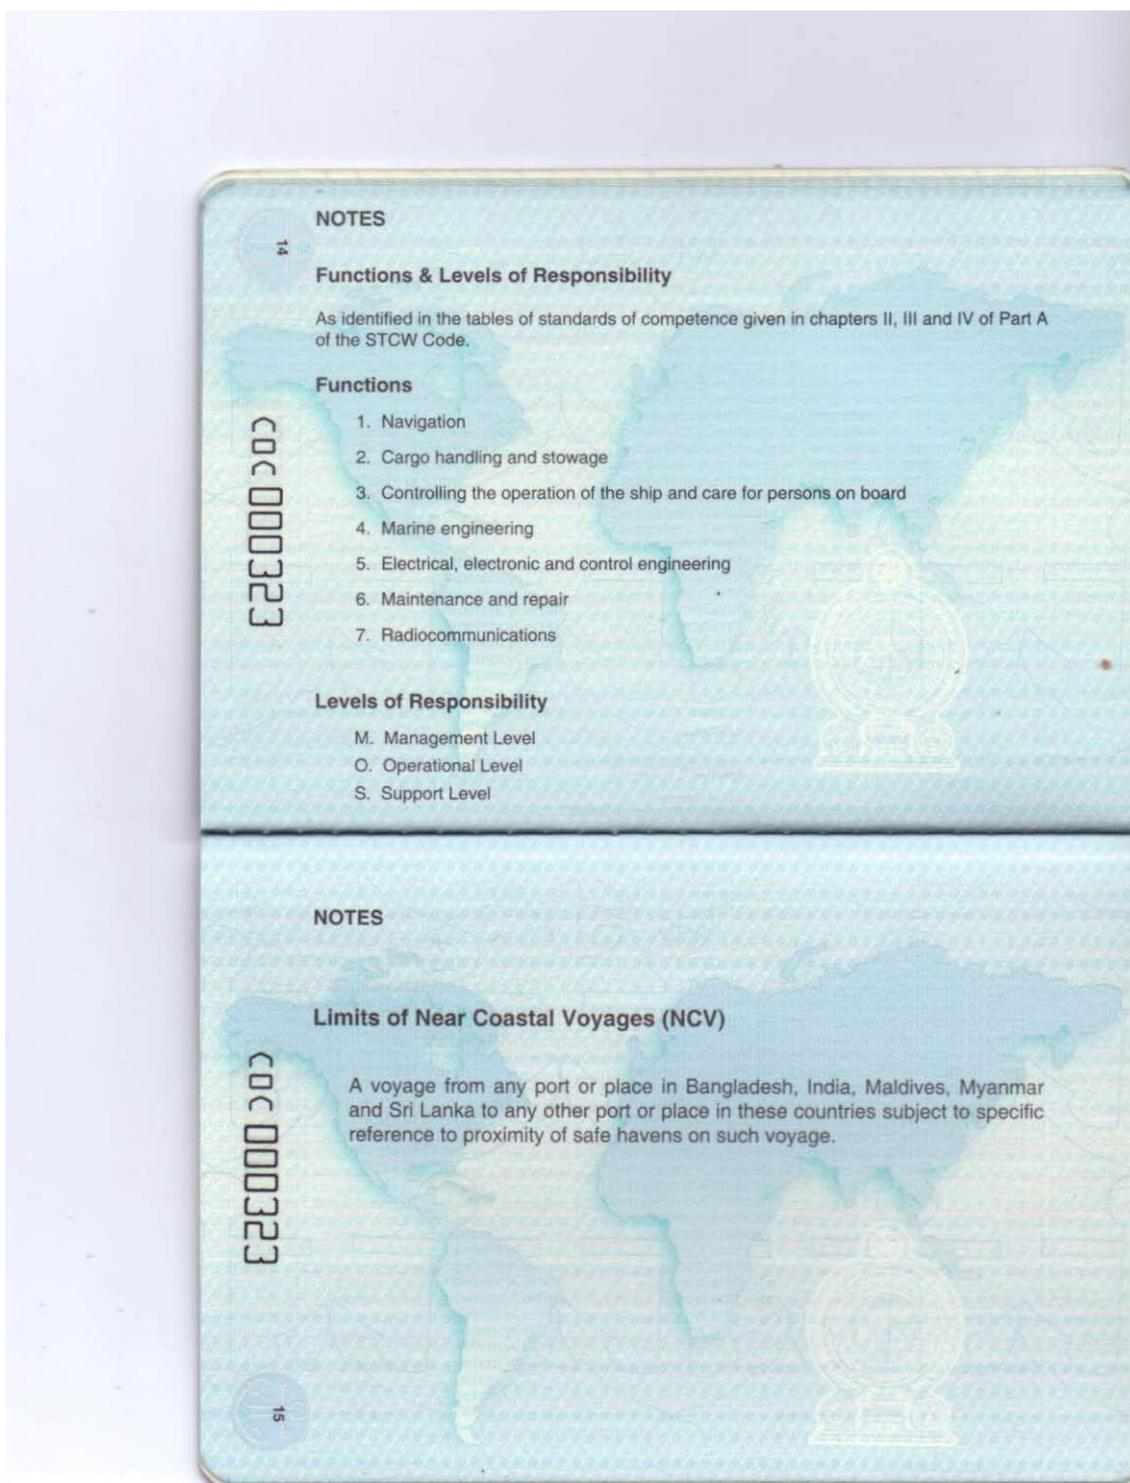 14
NOTES
Functions & Levels of Responsibility
As identified in the tables of standards of competence given in chapters II, III and IV of Part A
of the STCW Code.
Functions
1. Navigation
2. Cargo handling and stowage
3. Controlling the operation of the ship and care for persons on board
4. Marine engineering
5. Electrical, electronic and control engineering
6. Maintenance and repair
7. Radiocommunications
Levels of Responsibility
M. Management Level
O. Operational Level
S. Support Level
COC 000323
NOTES
Limits of Near Coastal Voyages (NCV)
A voyage from any port or place in Bangladesh, India, Maldives, Myanmar
and Sri Lanka to any other port or place in these countries subject to specific
reference to proximity of safe havens on such voyage.
COC 000323
15